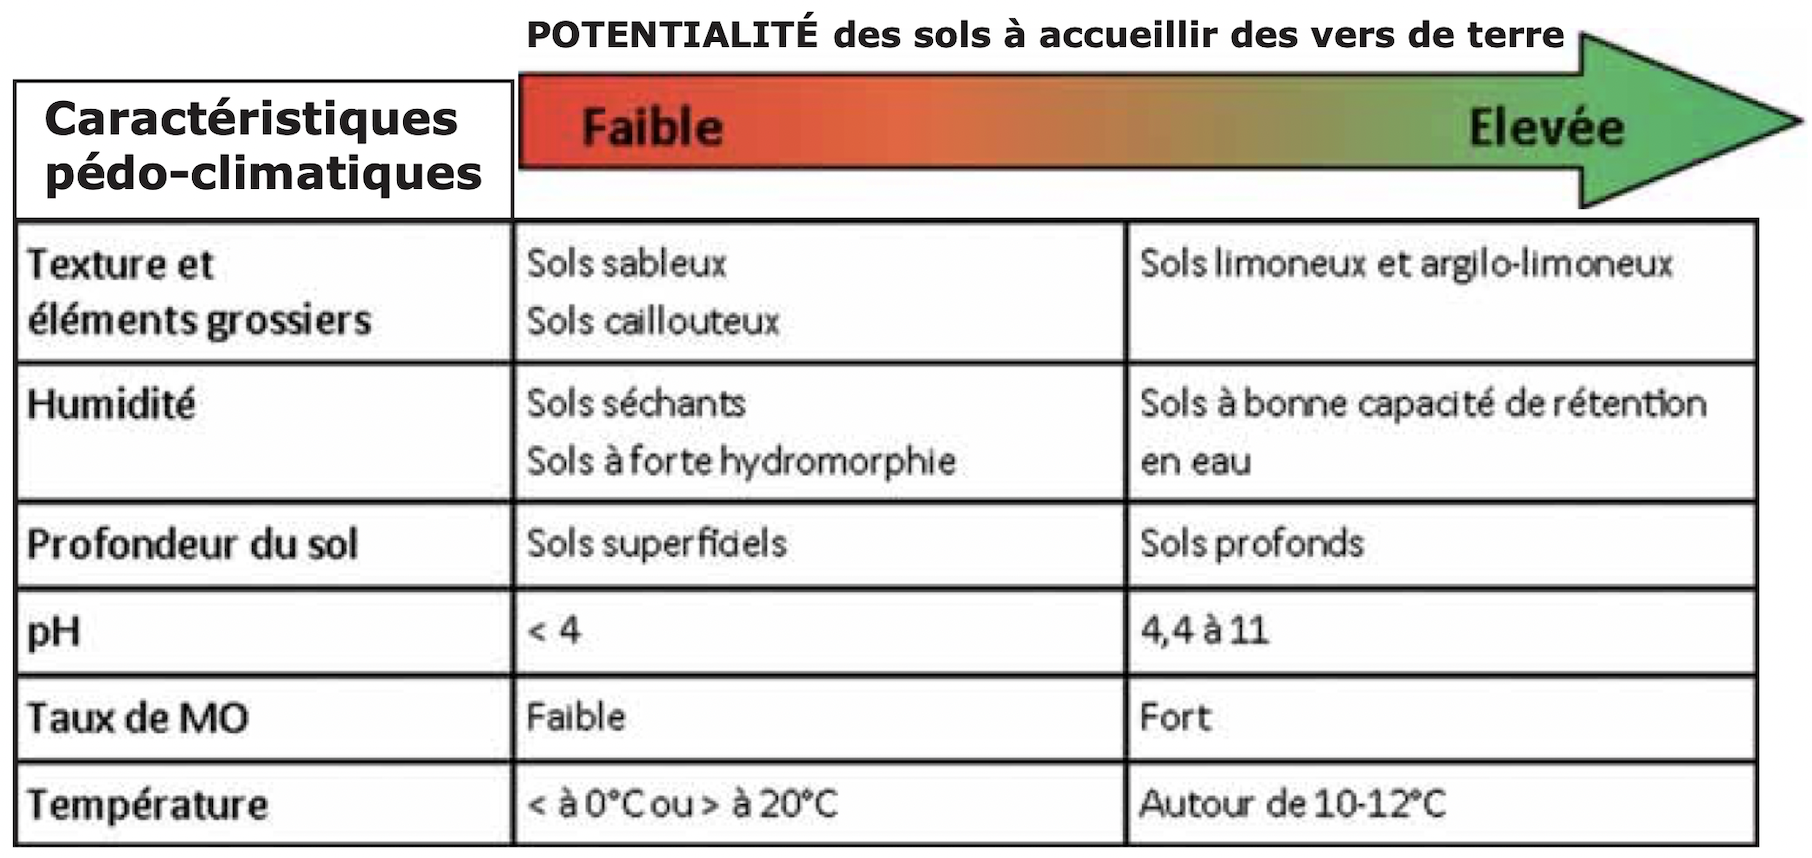 POTENTIALITÉ des sols à accueillir des vers de terre
Faible
Elevée
Caractéristiques
pédo-climatiques
Texture et
éléments grossiers
Sols sableux
Sols caillouteux
Sols limoneux et argilo-limoneux
Humidité
Sols séchants
Sols à forte hydromorphie
Sols à bonne capacité de rétention
en eau
Profondeur du sol
Sols superficiels
Sols profonds
pH
< 4
4,4 à 11
Taux de MO
Faible
Fort
Température
< à 0°C ou > à 20°C
Autour de 10-12°C